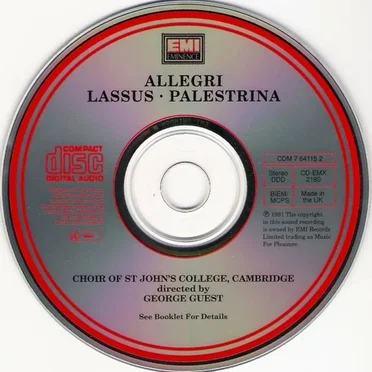 EMI
EMINENCE
ALLEGRI
LASSUS · PALESTRINA
COMPACT
disc
DIGITAL AUDIO
CDM 7 64115 2
Stereo
DDD
CD-EMX
2180
BIEM/
MCPS
Made in
the UK
℗ 1991 The copyright
in this sound recording
is owned by EMI Records
Limited trading as Music
For Pleasure.
CHOIR OF ST JOHN'S COLLEGE, CAMBRIDGE
directed by
GEORGE GUEST
See Booklet For Details